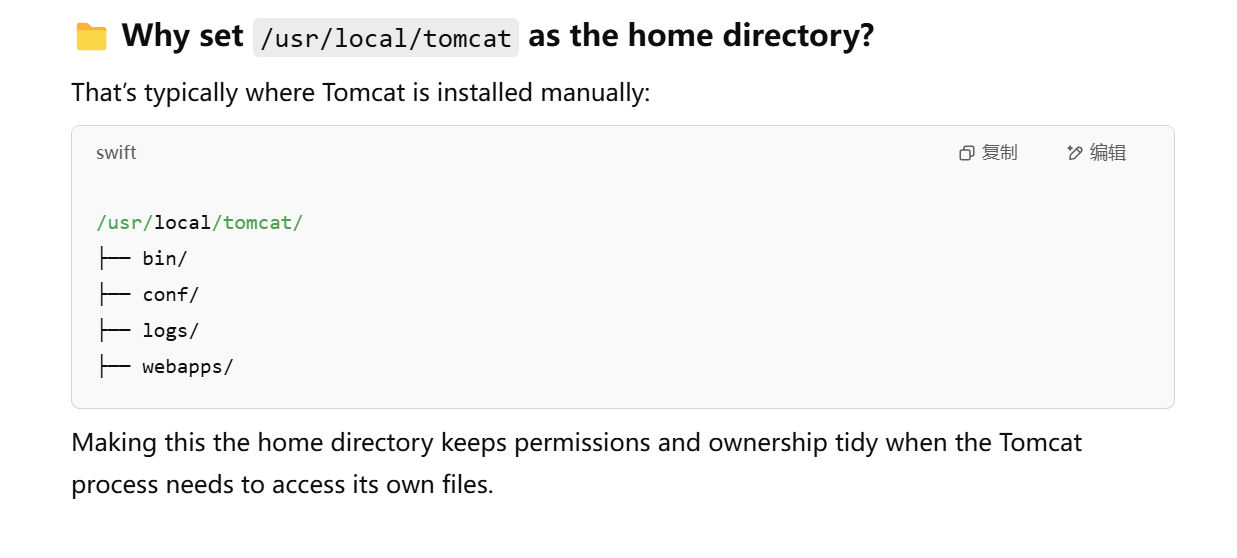 📁 Why set /usr/local/tomcat as the home directory?
That’s typically where Tomcat is installed manually:
swift 复制 编辑
/usr/local/tomcat/
├── bin/
├── conf/
├── logs/
├── webapps/
Making this the home directory keeps permissions and ownership tidy when the Tomcat
process needs to access its own files.